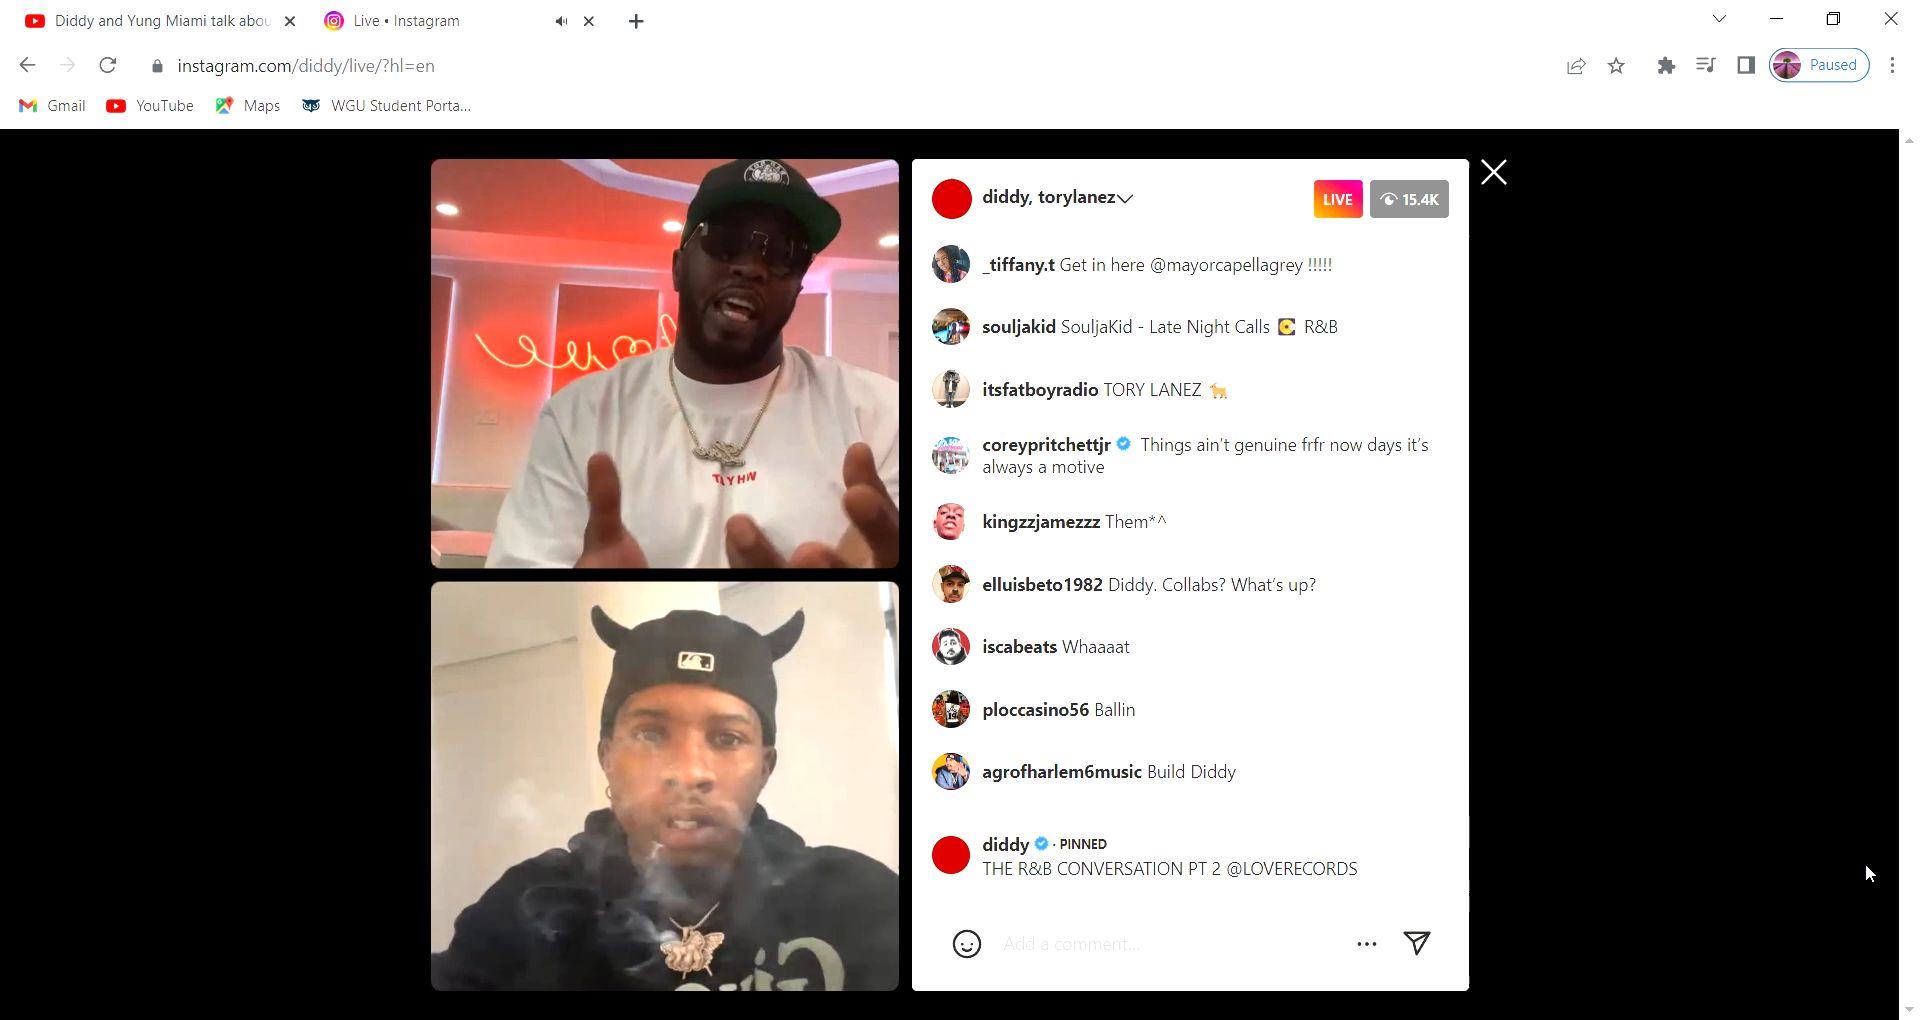 Diddy and Yung Miami talk abou
Live • Instagram
instagram.com/diddy/live/?hl=en
Paused
Gmail
YouTube
Maps
WGU Student Porta...
diddy, torylanez
LIVE
15.4K
_tiffany.t Get in here @mayorcapellagrey !!!!!
souljakid SouljaKid - Late Night Calls 💽 R&B
itsfatboyradio TORY LANEZ 🐐
coreypritchettjr Things ain't genuine frfr now days it's
always a motive
kingzzjamezzz Them*^
elluisbeto1982 Diddy. Collabs? What's up?
iscabeats Whaaaat
ploccasino56 Ballin
agrofharlem6music Build Diddy
diddy · PINNED
THE R&B CONVERSATION PT 2 @LOVERECORDS
Add a comment...